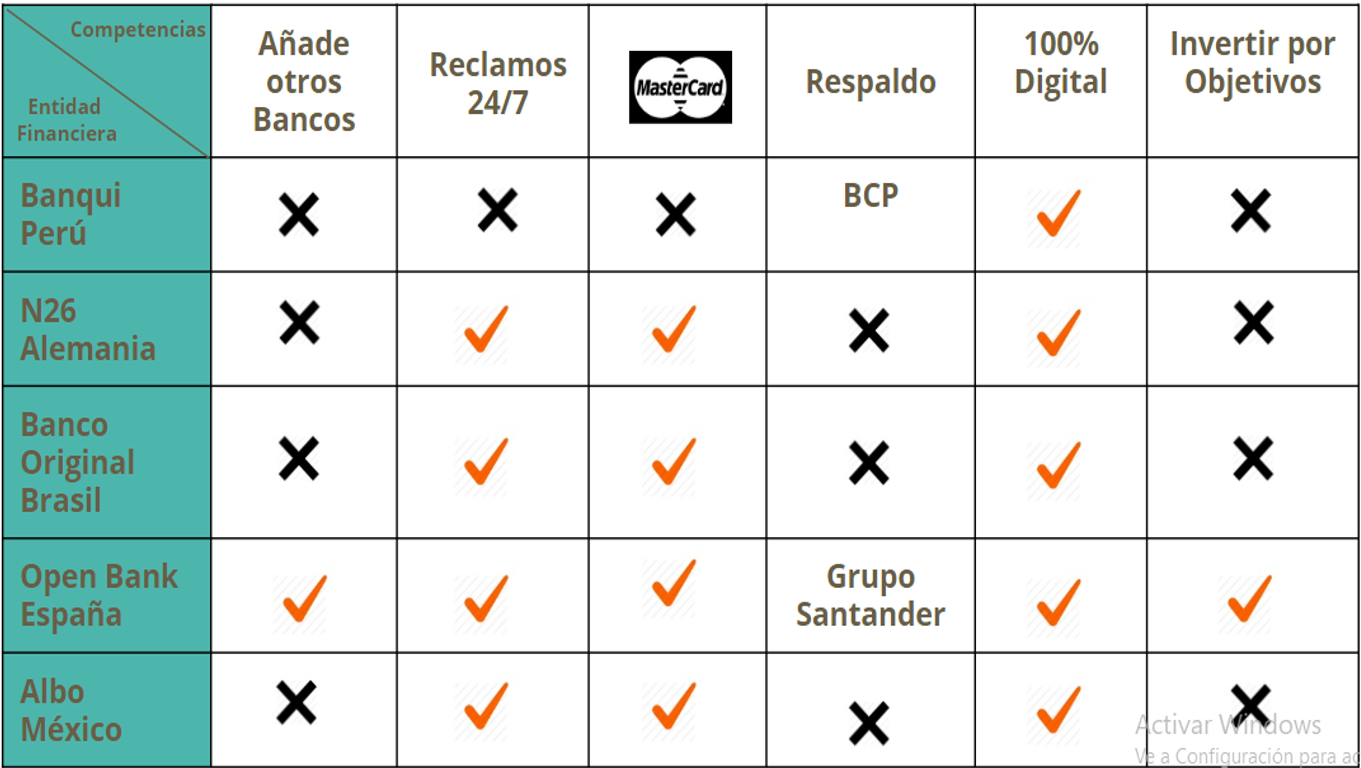 Competencias
Entidad
Financiera
Añade
otros
Bancos
Reclamos
24/7
MasterCard
Respaldo
100%
Digital
Invertir por
Objetivos
Banqui
Perú
BCP
N26
Alemania
Banco
Original
Brasil
Open Bank
España
Grupo
Santander
Albo
México
Activar Windows
Ve a Configuración para ac